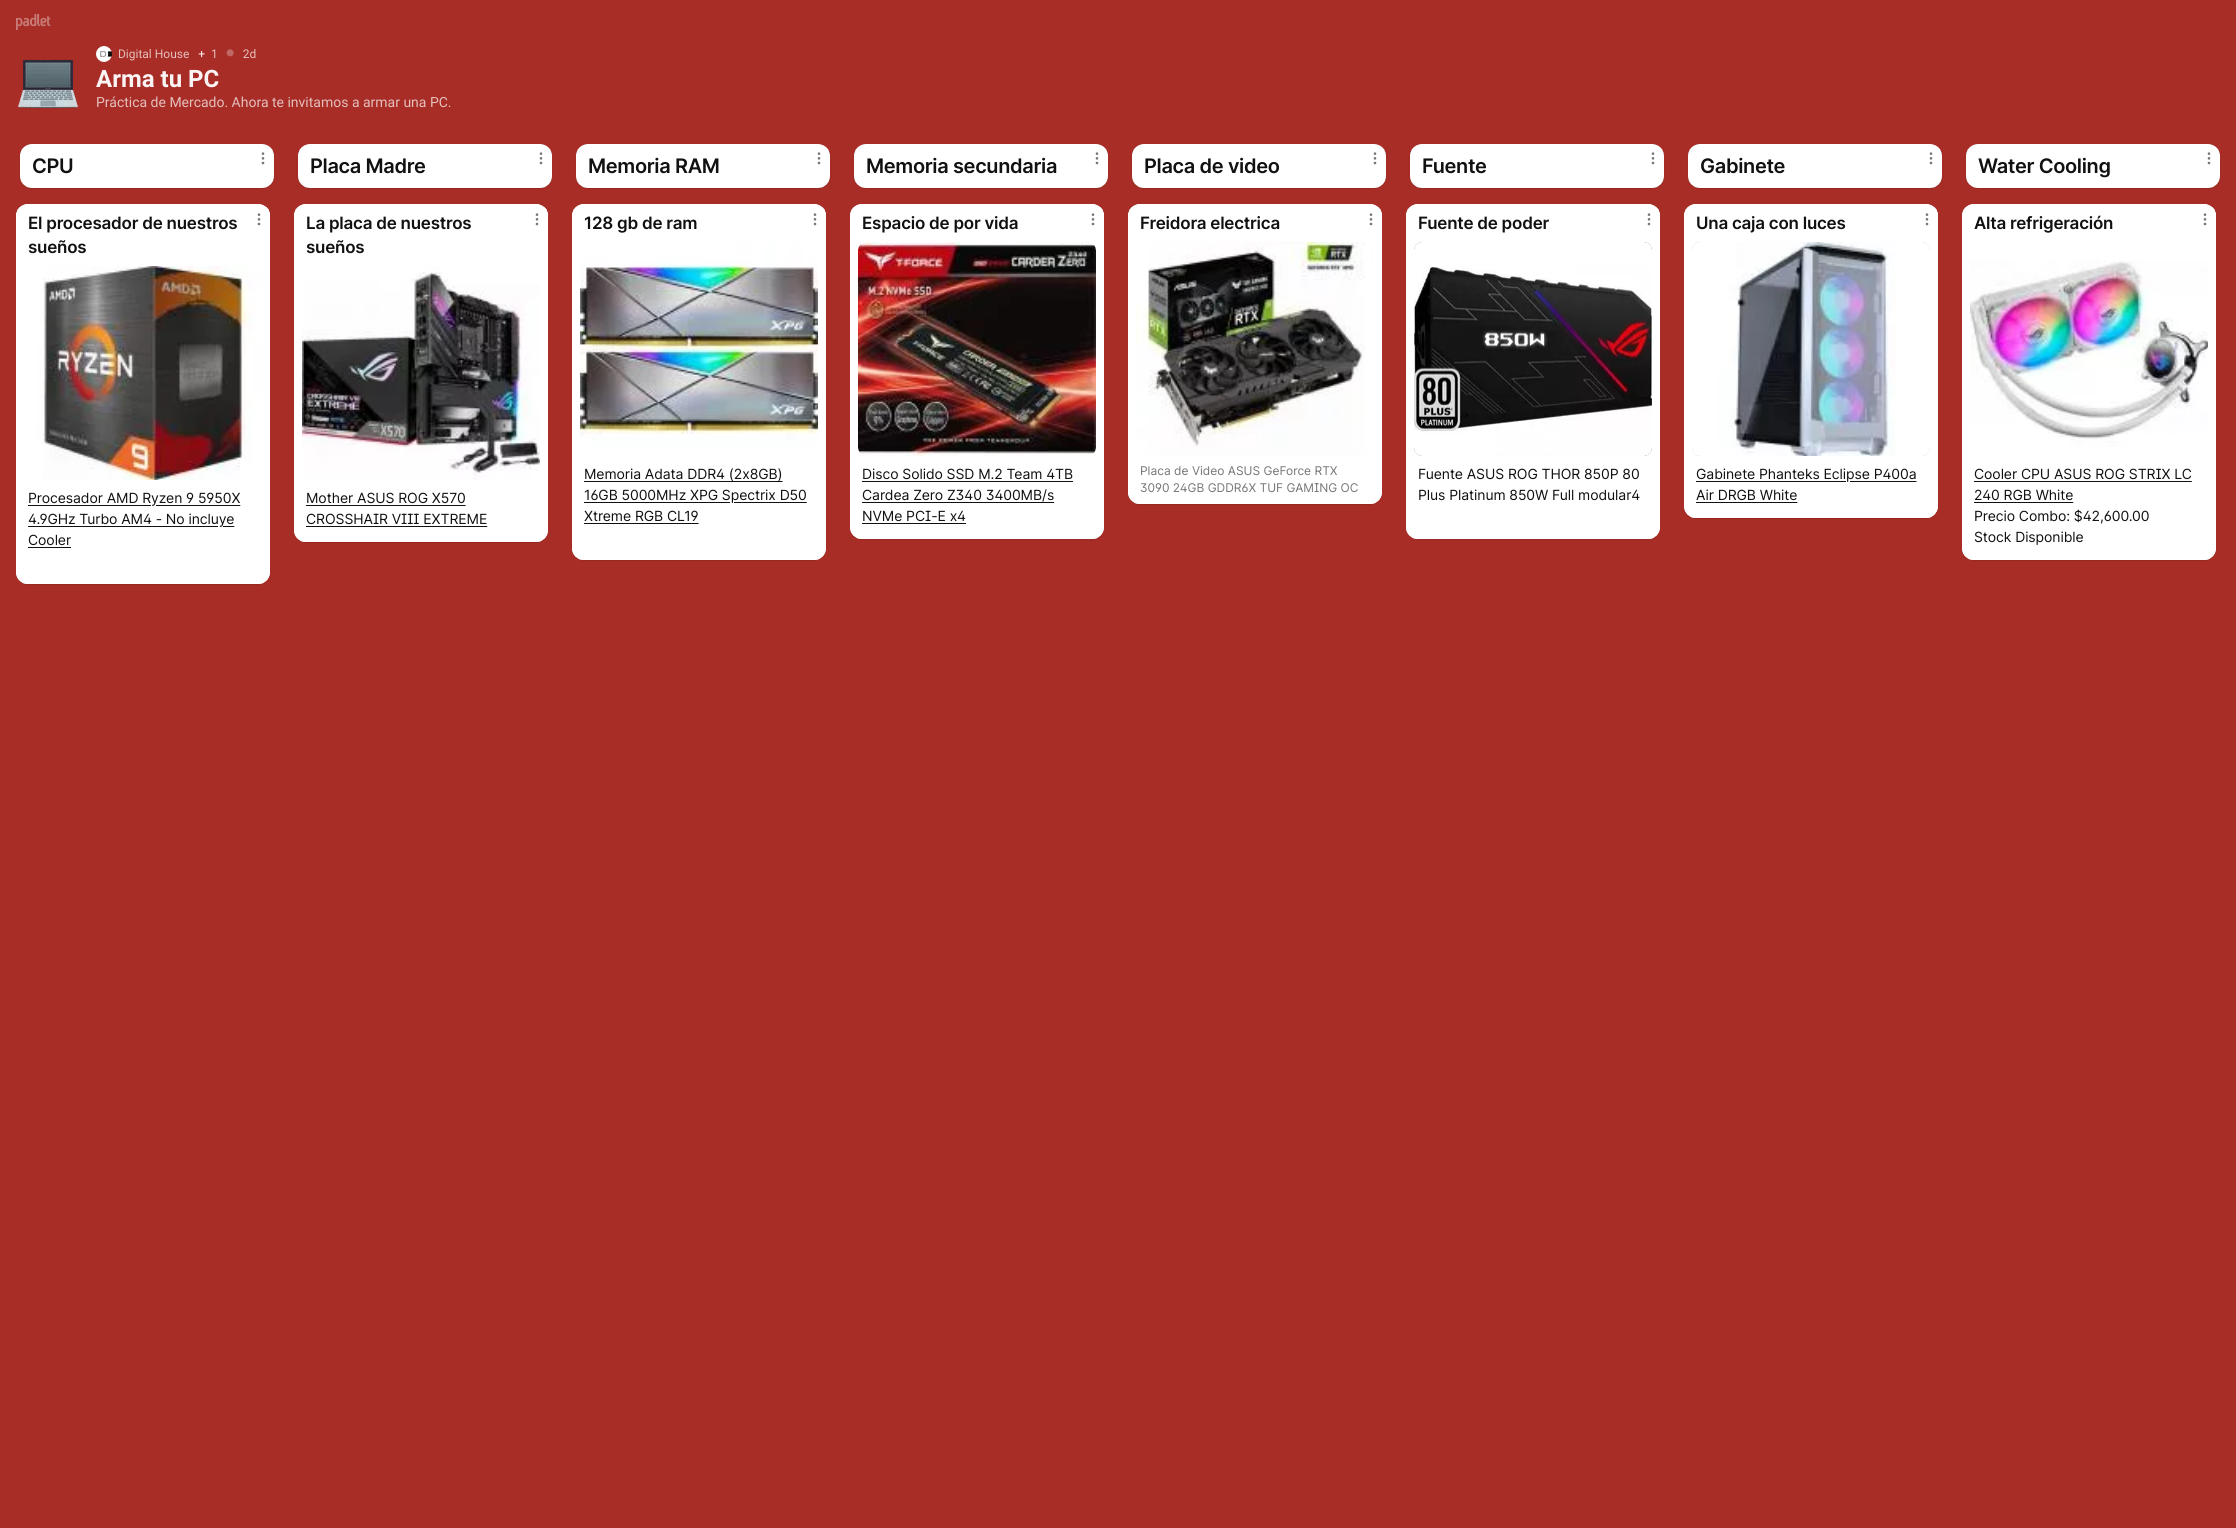 padlet
Digital House + 1 2d
Arma tu PC
Práctica de Mercado. Ahora te invitamos a armar una PC.
CPU
El procesador de nuestros
sueños
AMD
AMD
RYZEN
9
Procesador AMD Ryzen 9 5950X
4.9GHz Turbo AM4 - No incluye
Cooler
Placa Madre
La placa de nuestros
sueños
CROSSHAIR VIII
EXTREME
X570
Mother ASUS ROG X570
CROSSHAIR VIII EXTREME
Memoria RAM
128 gb de ram
XPG
XPG
Memoria Adata DDR4 (2x8GB)
16GB 5000MHz XPG Spectrix D50
Xtreme RGB CL19
Memoria secundaria
Espacio de por vida
T-FORCE
CARDEA ZERO Z340
M.2 NVMe SSD
T-FORCE
Disco Solido SSD M.2 Team 4TB
Cardea Zero Z340 3400MB/s
NVMe PCI-E x4
Placa de video
Freidora electrica
RTX
ASUS
RTX
RTX
Placa de Video ASUS GeForce RTX
3090 24GB GDDR6X TUF GAMING OC
Fuente
Fuente de poder
850W
80
PLUS
PLATINUM
Fuente ASUS ROG THOR 850P 80
Plus Platinum 850W Full modular4
Gabinete
Una caja con luces
Gabinete Phanteks Eclipse P400a
Air DRGB White
Water Cooling
Alta refrigeración
Cooler CPU ASUS ROG STRIX LC
240 RGB White
Precio Combo: $42,600.00
Stock Disponible